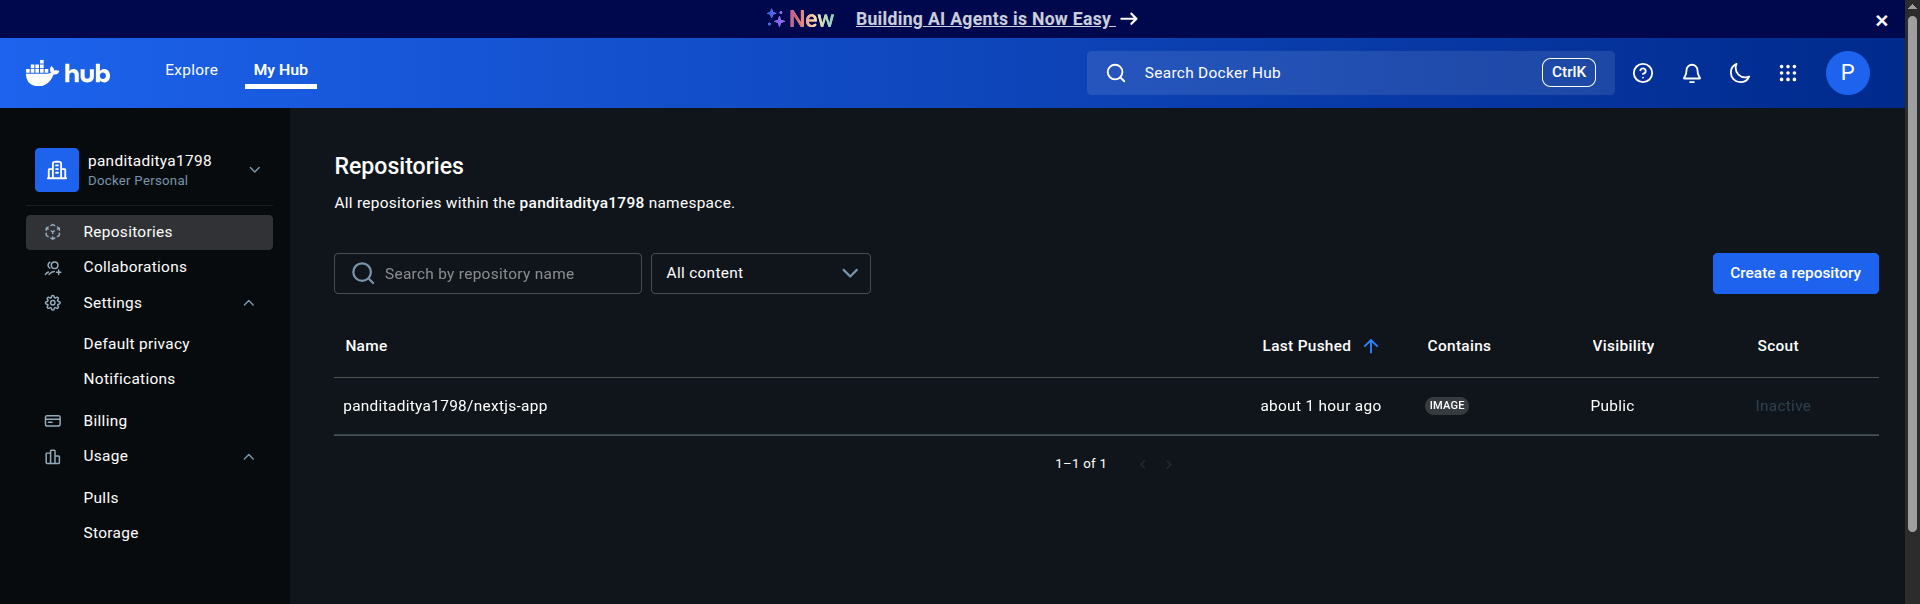 New Building AI Agents is Now Easy
hub Explore My Hub Search Docker Hub CtrlK P
panditaditya1798
Docker Personal
Repositories
Collaborations
Settings
Default privacy
Notifications
Billing
Usage
Pulls
Storage
Repositories
All repositories within the panditaditya1798 namespace.
Search by repository name All content Create a repository
Name Last Pushed Contains Visibility Scout
panditaditya1798/nextjs-app about 1 hour ago IMAGE Public Inactive
1–1 of 1